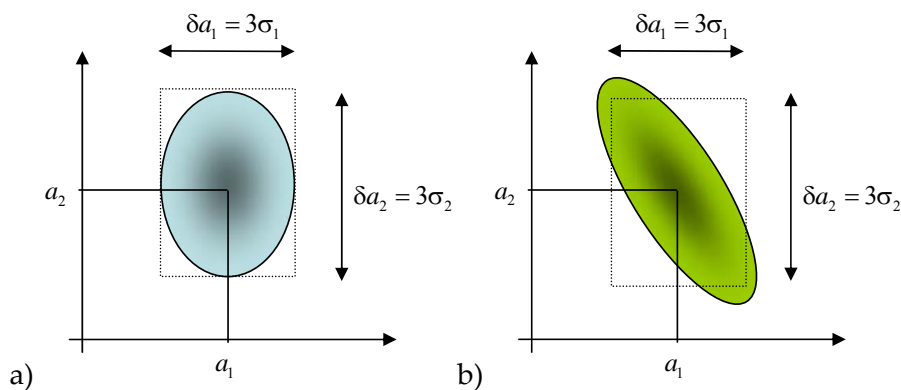 δa₁ = 3σ₁
δa₂ = 3σ₂
a₂
a₁
a)
δa₁ = 3σ₁
δa₂ = 3σ₂
a₂
a₁
b)